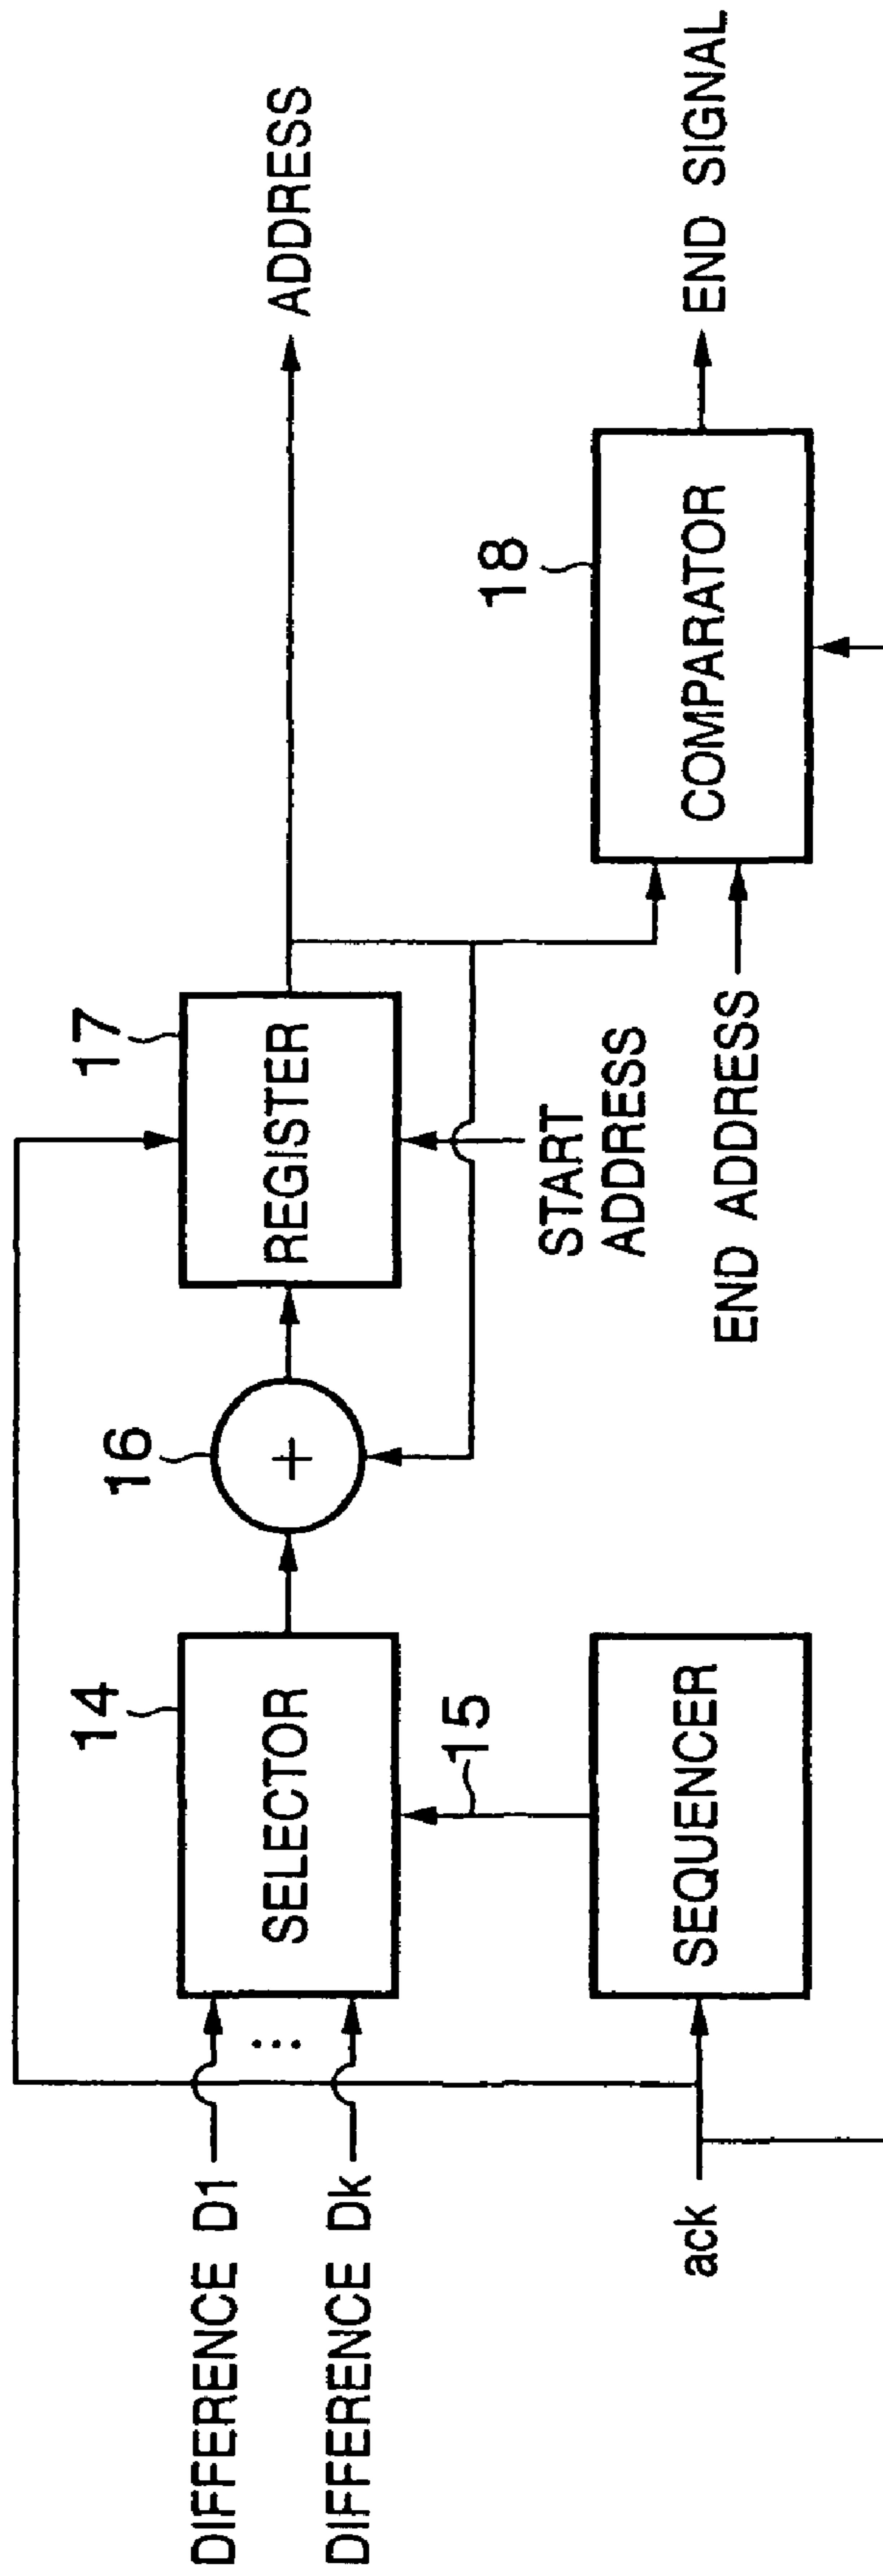 DIFFERENCE D1
⋮
DIFFERENCE Dk
ack
14
SELECTOR
15
SEQUENCER
16
+
17
REGISTER
START
ADDRESS
END ADDRESS
18
COMPARATOR
ADDRESS
END SIGNAL